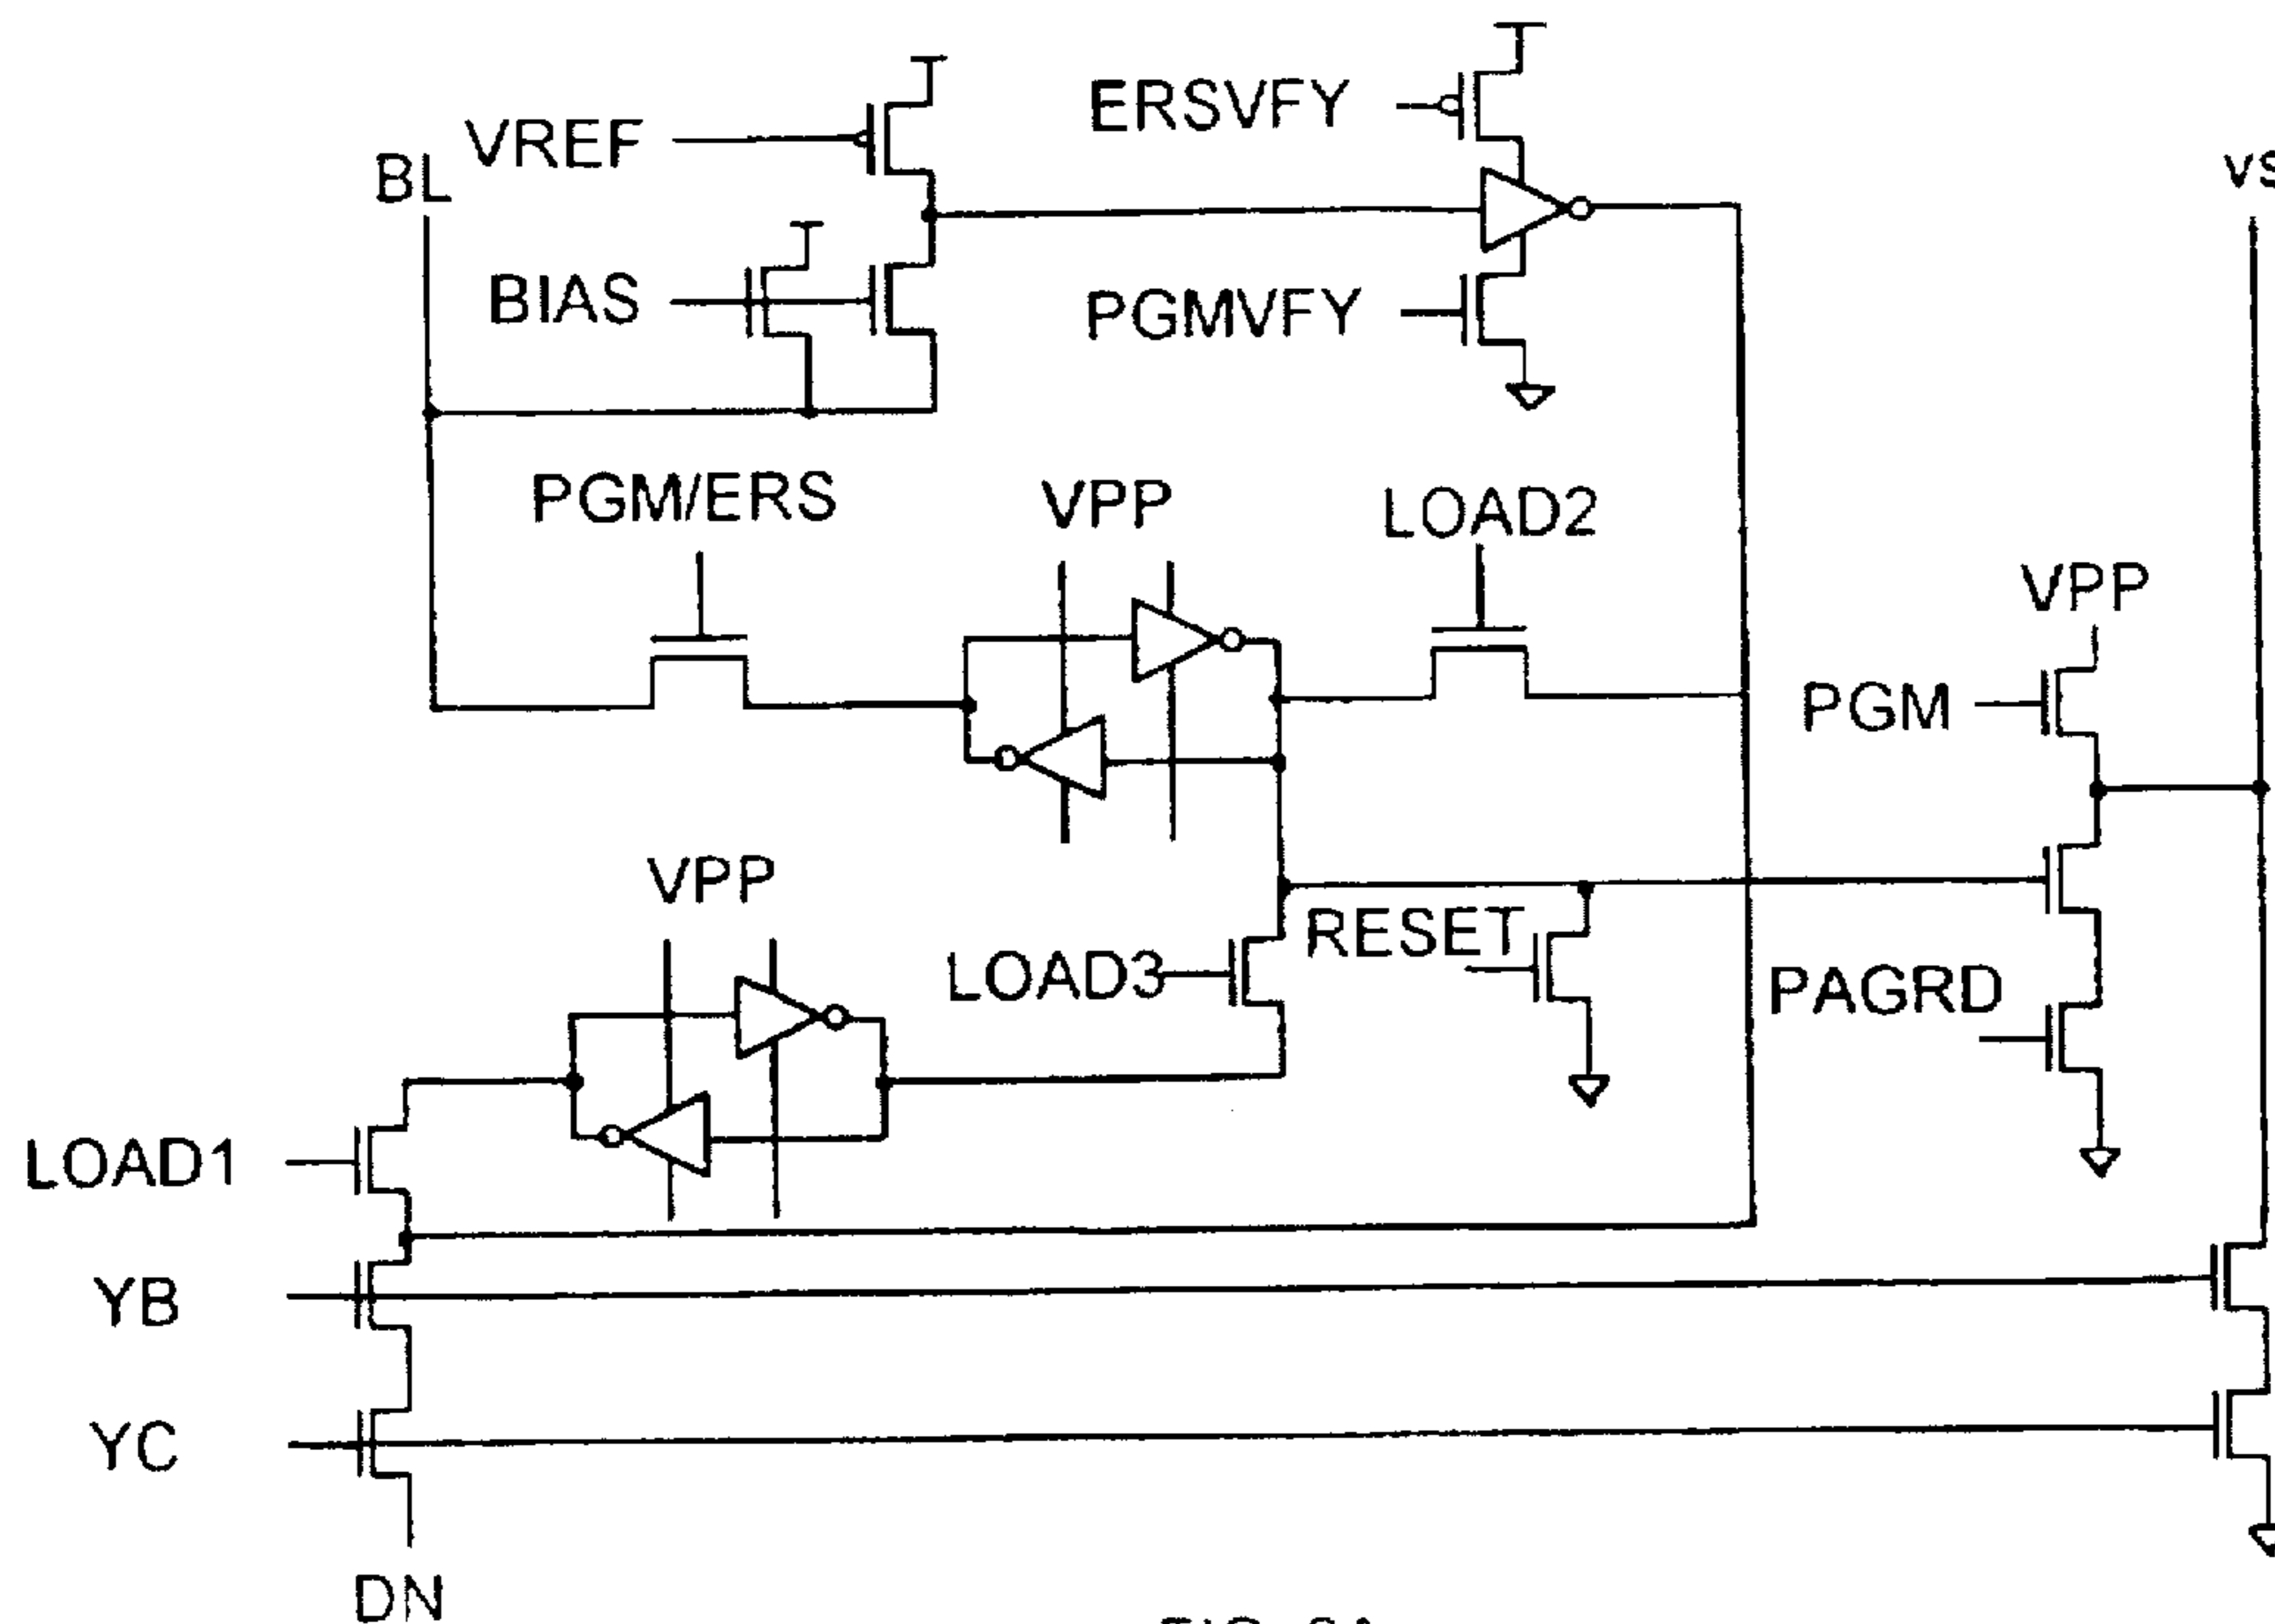 ERSVFY
VREF
BL
vs
BIAS
PGMVFY
PGM/ERS
VPP
LOAD2
VPP
PGM
VPP
RESET
LOAD3
PAGRD
LOAD1
YB
YC
DN